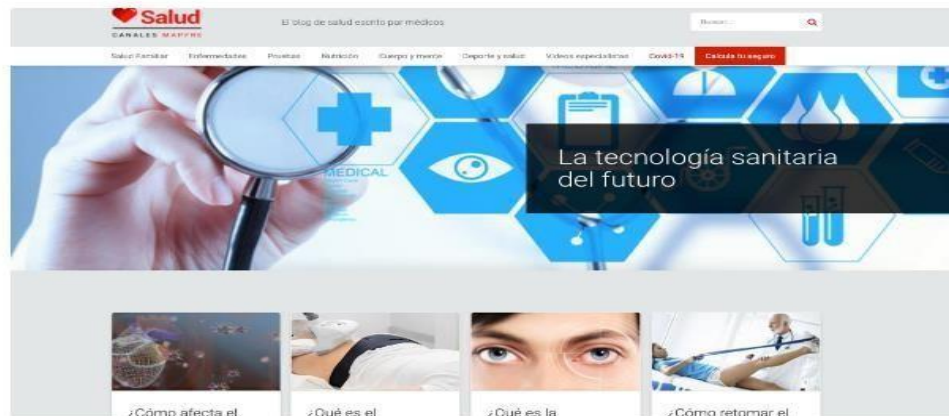 Salud
CANALES MAPFRE
El blog de salud escrito por médicos
Buscar...
Salud Familiar Enfermedades Pruebas Nutrición Cuerpo y mente Deporte y salud Vídeos especialistas Covid-19 Calcula tu seguro
MEDICAL
La tecnología sanitaria
del futuro
¿Cómo afecta el
¿Qué es el
¿Qué es la
¿Cómo retomar el